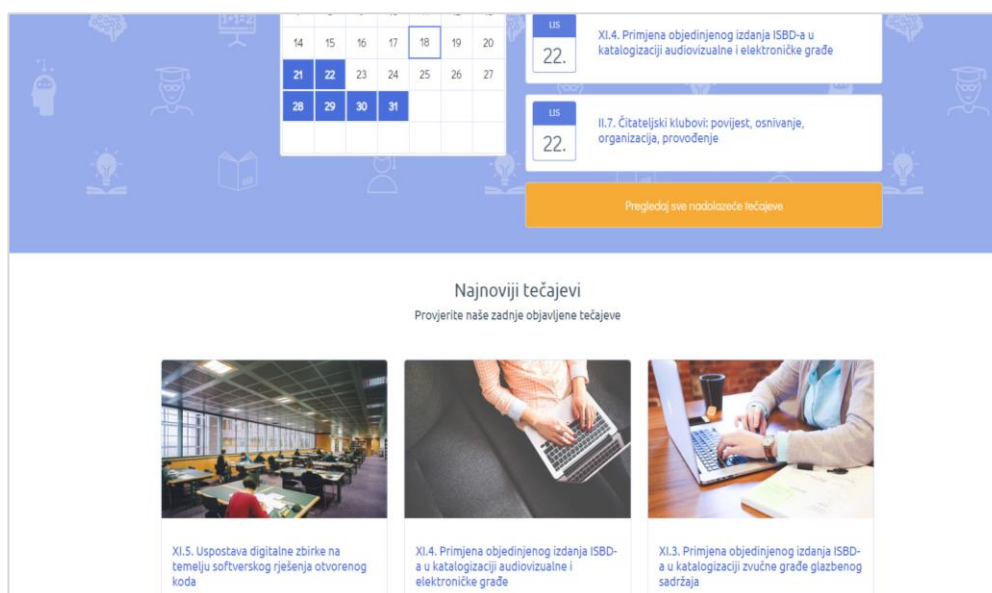 14 15 16 17 18 19 20
21 22 23 24 25 26 27
28 29 30 31
LIS
22.
XI.4. Primjena objedinjenog izdanja ISBD-a u
katalogizaciji audiovizualne i elektroničke građe
LIS
22.
II.7. Čitateljski klubovi: povijest, osnivanje,
organizacija, provođenje
Pregledaj sve nadolazeće tečajeve
Najnoviji tečajevi
Provjerite naše zadnje objavljene tečajeve
XI.5. Uspostava digitalne zbirke na
temelju softverskog rješenja otvorenog
koda
XI.4. Primjena objedinjenog izdanja ISBD-
a u katalogizaciji audiovizualne i
elektroničke građe
XI.3. Primjena objedinjenog izdanja ISBD-
a u katalogizaciji zvučne građe glazbenog
sadržaja